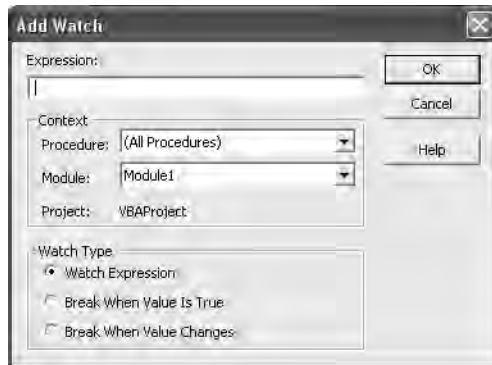 Add Watch
Expression:
OK
Cancel
Help
Context
Procedure: (All Procedures)
Module: Module1
Project: VBAProject
Watch Type
Watch Expression
Break When Value Is True
Break When Value Changes